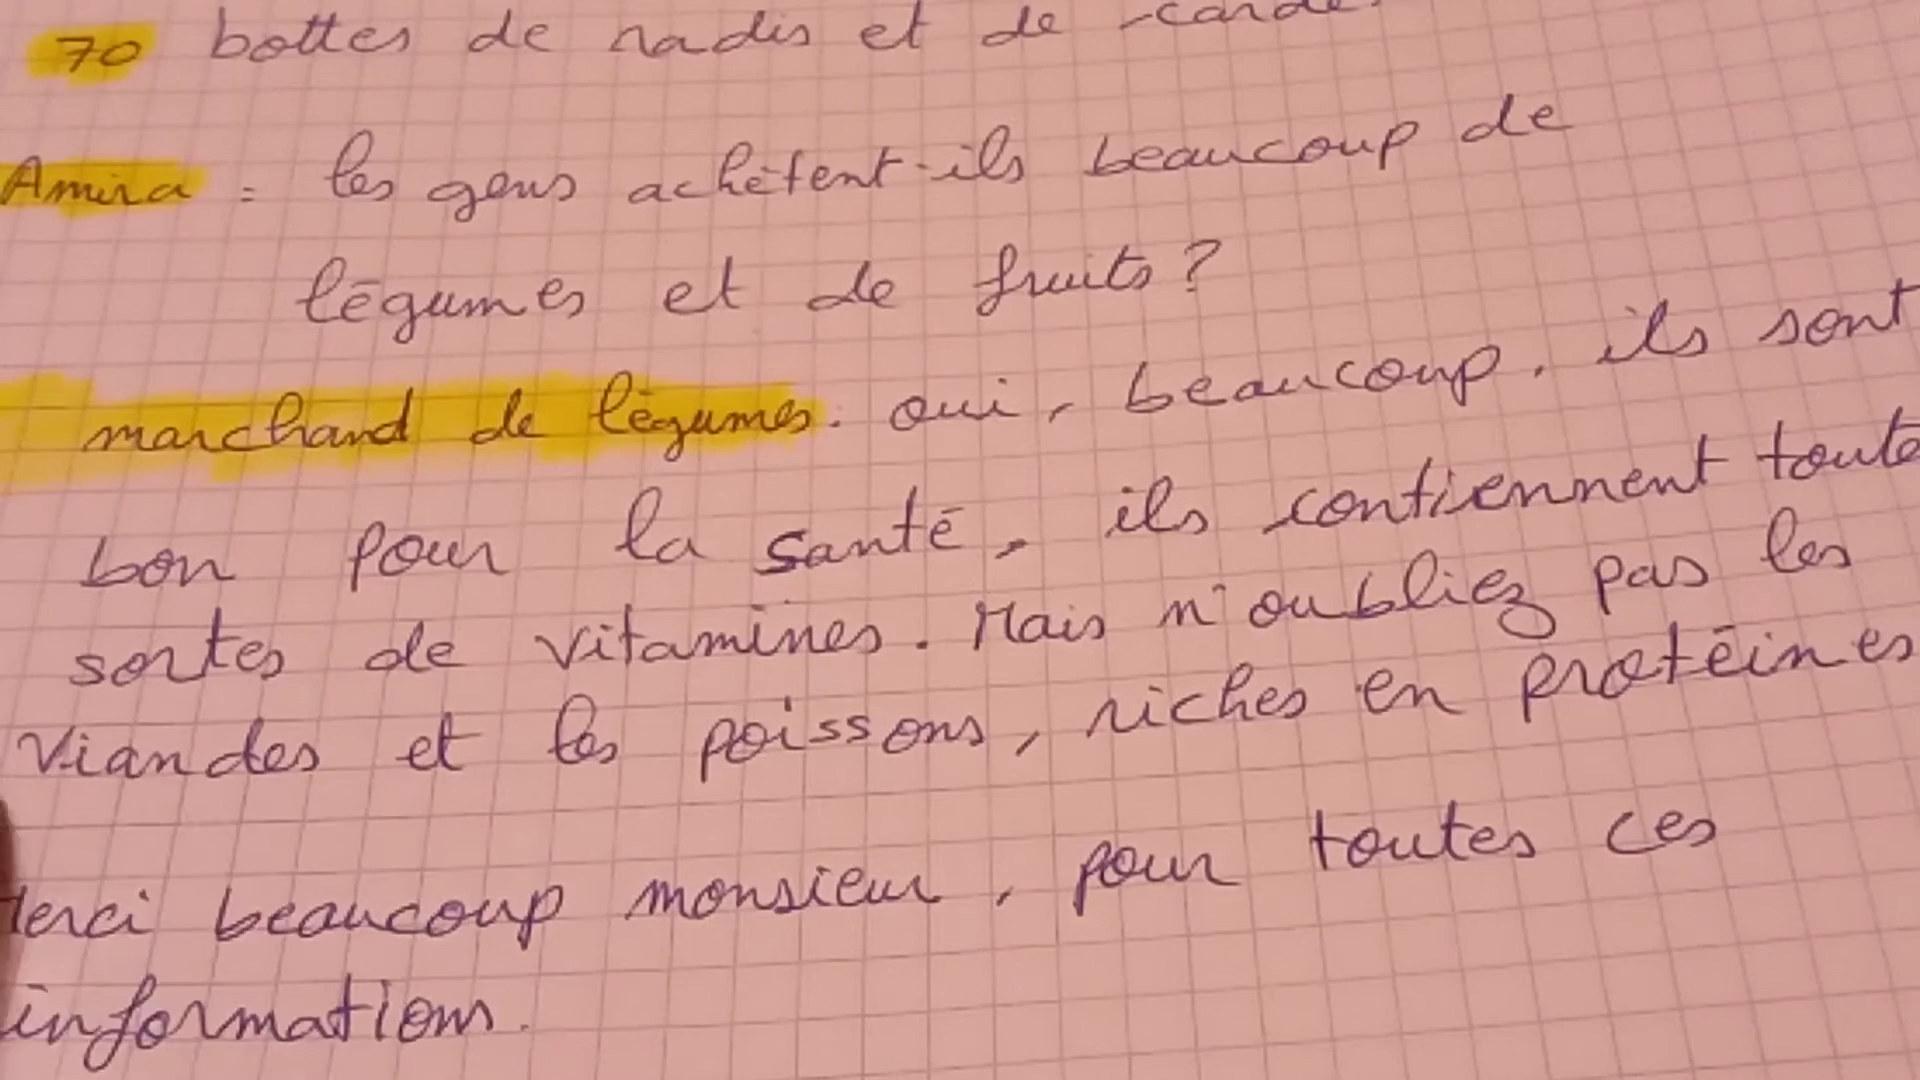 70 bottes de radis et de
Amira : les gens achètent-ils beaucoup de
légumes et de fruits ?
marchand de légumes : oui, beaucoup, ils sont
bon pour la santé, ils contiennent toute
sortes de vitamines. Mais n'oubliez pas les
viandes et les poissons, riches en protéines
Merci beaucoup monsieur, pour toutes ces
informations.